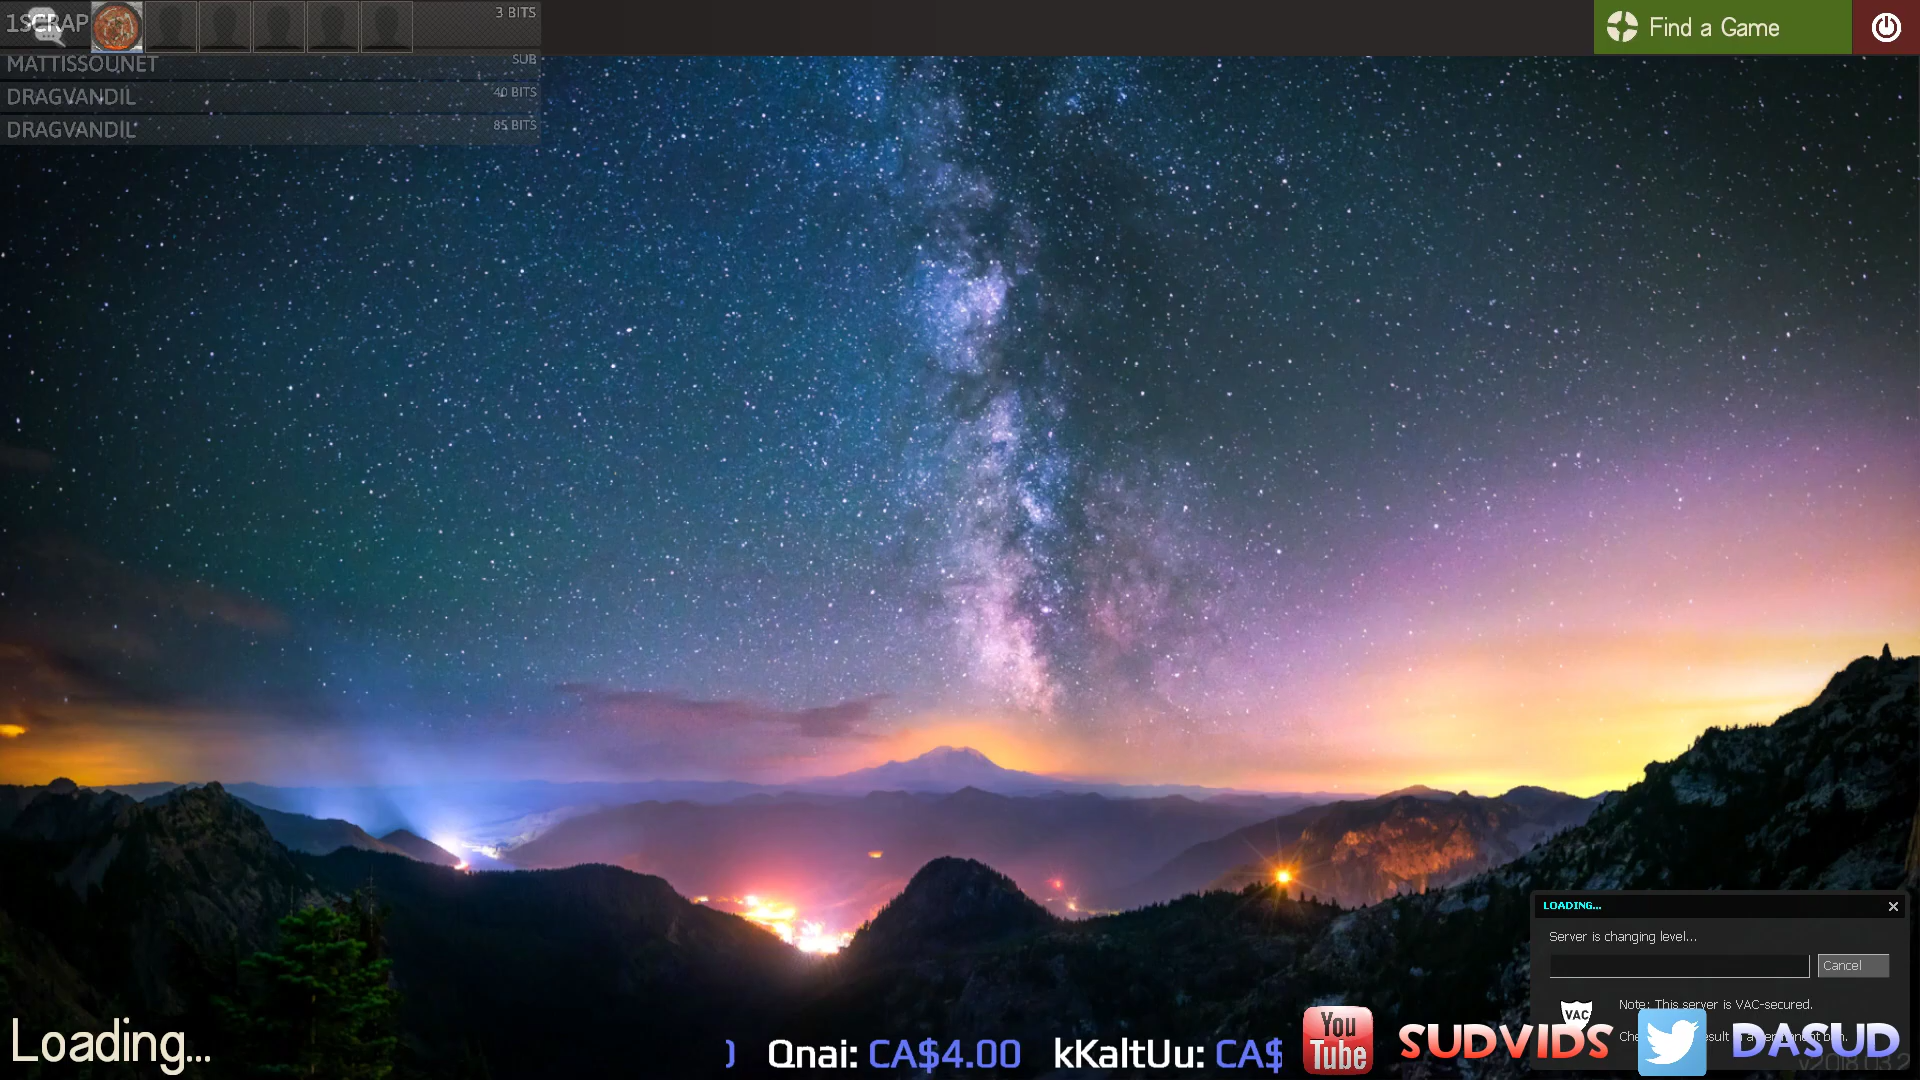 1SCRAP
3 BITS
MATTISSOUNET SUB
DRAGVANDIL 40 BITS
DRAGVANDIL 85 BITS
Find a Game
LOADING...
Server is changing level...
Cancel
Note: This server is VAC-secured.
VAC
Loading...
Qnai: CA$4.00 kKaltUu: CA$
You
Tube
SUDVIDS
DASUD